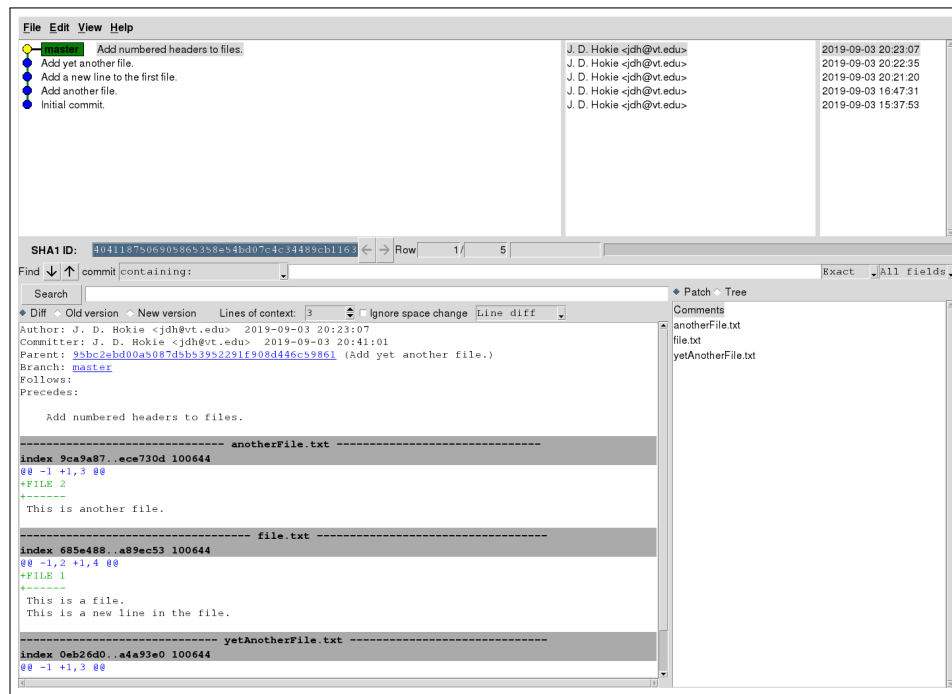 File Edit View Help
master Add numbered headers to files. J. D. Hokie <jdh@vt.edu> 2019-09-03 20:23:07
Add yet another file. J. D. Hokie <jdh@vt.edu> 2019-09-03 20:22:35
Add a new line to the first file. J. D. Hokie <jdh@vt.edu> 2019-09-03 20:21:20
Add another file. J. D. Hokie <jdh@vt.edu> 2019-09-03 16:47:31
Initial commit. J. D. Hokie <jdh@vt.edu> 2019-09-03 15:37:53
SHA1 ID: 4041187506905865358e54bd07c4c34489cb1163 Row 1/ 5
Find commit containing: Exact All fields
Search Patch Tree
Diff Old version New version Lines of context: 3 Ignore space change Line diff
Comments
anotherFile.txt
file.txt
yetAnotherFile.txt
Author: J. D. Hokie <jdh@vt.edu> 2019-09-03 20:23:07
Committer: J. D. Hokie <jdh@vt.edu> 2019-09-03 20:41:01
Parent: 95bc2ebd00a5087d5b53952291f908d446c59861 (Add yet another file.)
Branch: master
Follows:
Precedes:
Add numbered headers to files.
------------------------------- anotherFile.txt -------------------------------
index 9ca9a87..ece730d 100644
@@ -1 +1,3 @@
+FILE 2
+------
This is another file.
----------------------------------- file.txt -----------------------------------
index 685e488..a89ec53 100644
@@ -1,2 +1,4 @@
+FILE 1
+------
This is a file.
This is a new line in the file.
------------------------------ yetAnotherFile.txt ------------------------------
index 0eb26d0..a4a93e0 100644
@@ -1 +1,3 @@